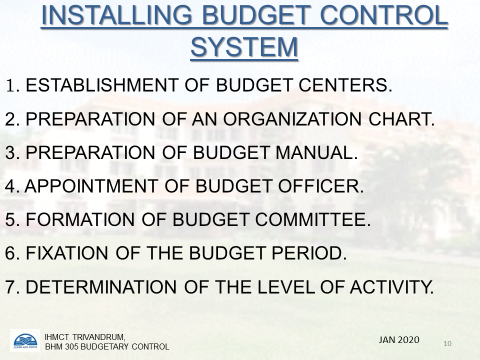 INSTALLING BUDGET CONTROL
SYSTEM
1. ESTABLISHMENT OF BUDGET CENTERS.
2. PREPARATION OF AN ORGANIZATION CHART.
3. PREPARATION OF BUDGET MANUAL.
4. APPOINTMENT OF BUDGET OFFICER.
5. FORMATION OF BUDGET COMMITTEE.
6. FIXATION OF THE BUDGET PERIOD.
7. DETERMINATION OF THE LEVEL OF ACTIVITY.
IHMCT TRIVANDRUM,
BHM 305 BUDGETARY CONTROL
JAN 2020
10